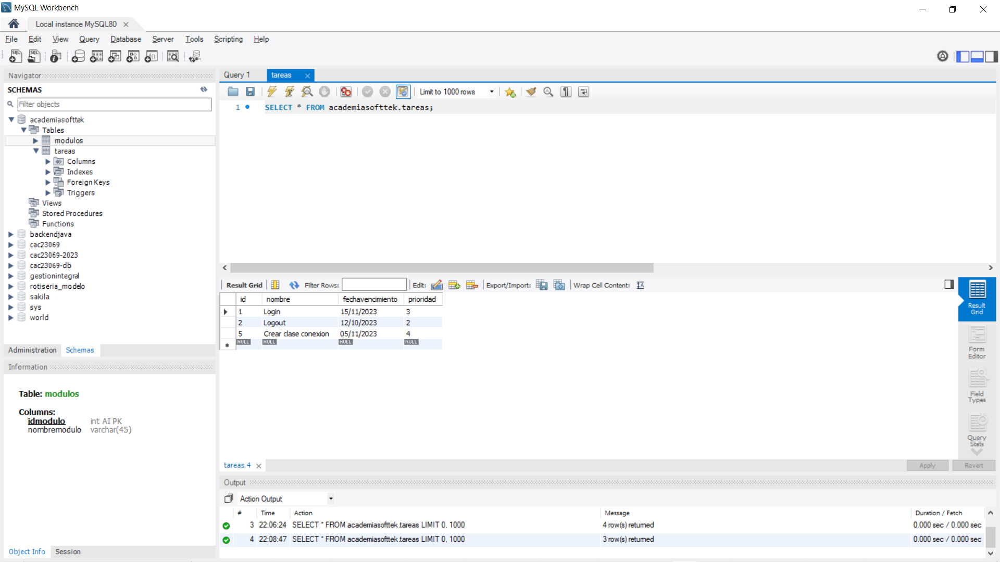 MySQL Workbench
Local instance MySQL80
File Edit View Query Database Server Tools Scripting Help
Navigator
SCHEMAS
Filter objects
academiasofttek
Tables
modulos
tareas
Columns
Indexes
Foreign Keys
Triggers
Views
Stored Procedures
Functions
backendjava
cac23069
cac23069-2023
cac23069-db
gestionintegral
rotiseria_modelo
sakila
sys
world
Administration Schemas
Information
Table: modulos
Columns:
idmodulo int AI PK
nombremodulo varchar(45)
Object Info Session
Query 1 tareas
Limit to 1000 rows
1 SELECT * FROM academiasofttek.tareas;
Result Grid Filter Rows: Edit: Export/Import: Wrap Cell Content:
id nombre fechavencimiento prioridad
1 Login 15/11/2023 3
2 Logout 12/10/2023 2
5 Crear clase conexion 05/11/2023 4
NULL NULL NULL NULL
Result
Grid
Form
Editor
Field
Types
Query
Stats
tareas 4
Apply Revert
Output
Action Output
# Time Action Message Duration / Fetch
3 22:06:24 SELECT * FROM academiasofttek.tareas LIMIT 0, 1000 4 row(s) returned 0.000 sec / 0.000 sec
4 22:08:47 SELECT * FROM academiasofttek.tareas LIMIT 0, 1000 3 row(s) returned 0.000 sec / 0.000 sec